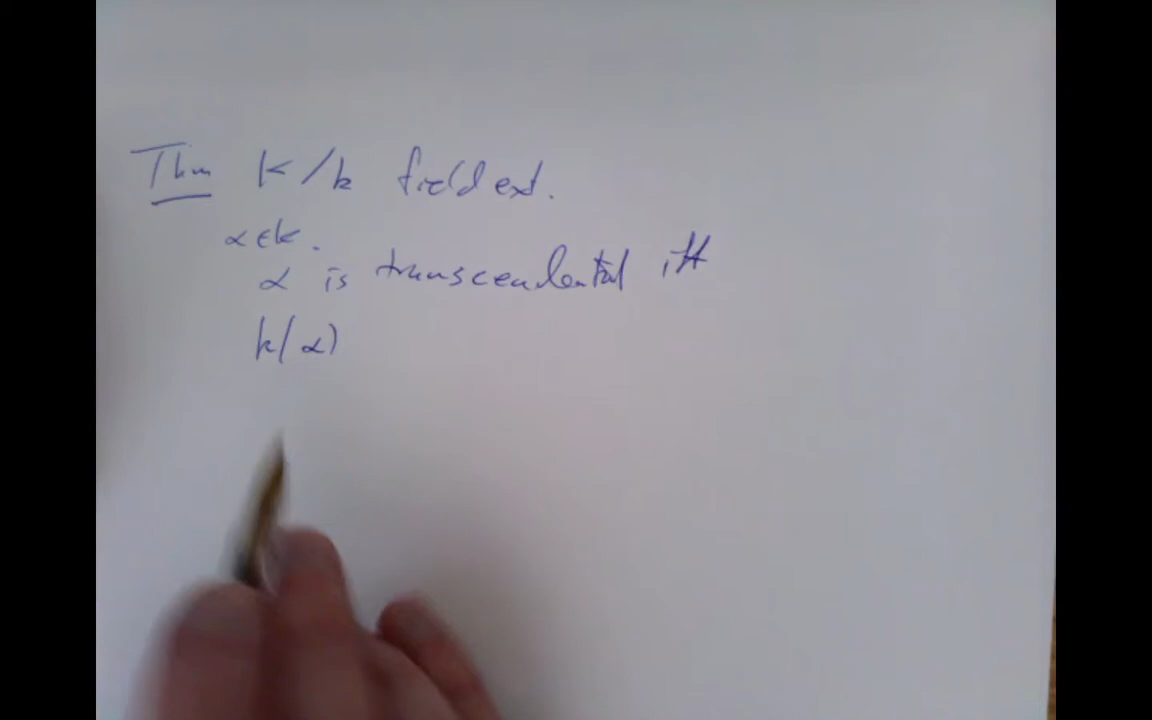 Thm K/k field ext.
α ∈ K.
α is transcendental iff
k(α)